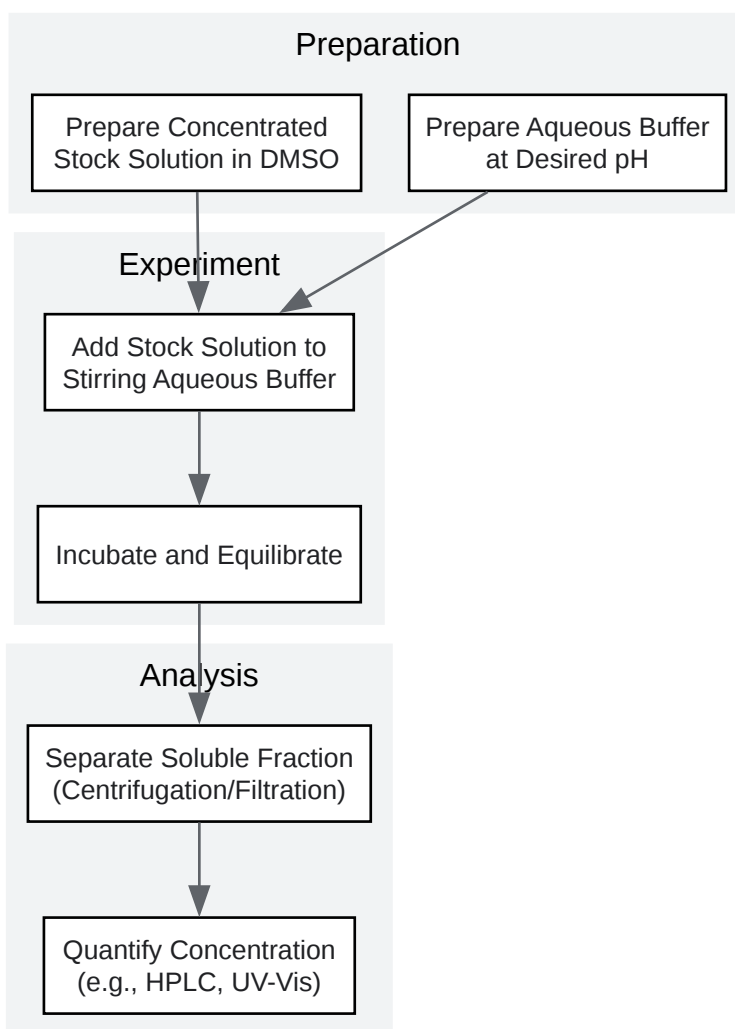 Preparation
Prepare Concentrated
Stock Solution in DMSO
Prepare Aqueous Buffer
at Desired pH
Experiment
Add Stock Solution to
Stirring Aqueous Buffer
Incubate and Equilibrate
Analysis
Separate Soluble Fraction
(Centrifugation/Filtration)
Quantify Concentration
(e.g., HPLC, UV-Vis)